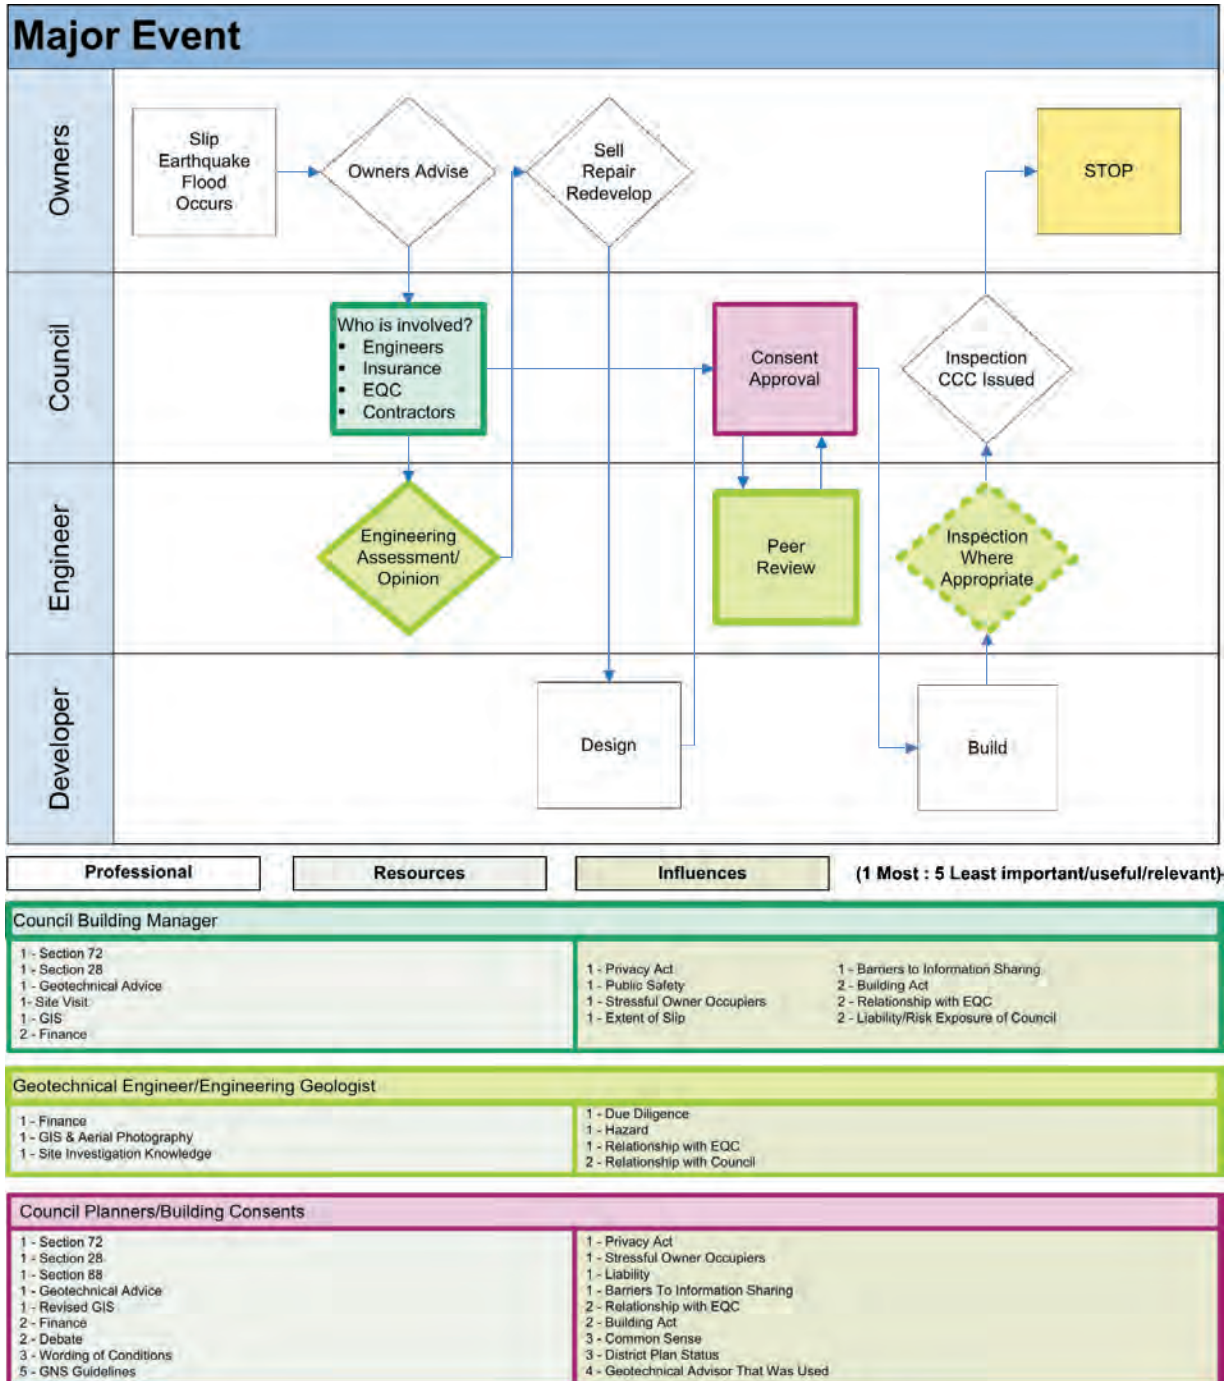 Major Event
Owners
Slip
Earthquake
Flood
Occurs
Owners Advise
Sell
Repair
Redevelop
STOP
Council
Who is involved?
▪ Engineers
▪ Insurance
▪ EQC
▪ Contractors
Consent
Approval
Inspection
CCC Issued
Engineer
Engineering
Assessment/
Opinion
Peer
Review
Inspection
Where
Appropriate
Developer
Design
Build
Professional
Resources
Influences
(1 Most : 5 Least important/useful/relevant)
Council Building Manager
1 - Section 72
1 - Section 28
1 - Geotechnical Advice
1- Site Visit
1 - GIS
2 - Finance
1 - Privacy Act
1 - Public Safety
1 - Stressful Owner Occupiers
1 - Extent of Slip
1 - Barriers to Information Sharing
2 - Building Act
2 - Relationship with EQC
2 - Liability/Risk Exposure of Council
Geotechnical Engineer/Engineering Geologist
1 - Finance
1 - GIS & Aerial Photography
1 - Site Investigation Knowledge
1 - Due Diligence
1 - Hazard
1 - Relationship with EQC
2 - Relationship with Council
Council Planners/Building Consents
1 - Section 72
1 - Section 28
1 - Section 88
1 - Geotechnical Advice
1 - Revised GIS
2 - Finance
2 - Debate
3 - Wording of Conditions
5 - GNS Guidelines
1 - Privacy Act
1 - Stressful Owner Occupiers
1 - Liability
1 - Barriers To Information Sharing
2 - Relationship with EQC
2 - Building Act
3 - Common Sense
3 - District Plan Status
4 - Geotechnical Advisor That Was Used